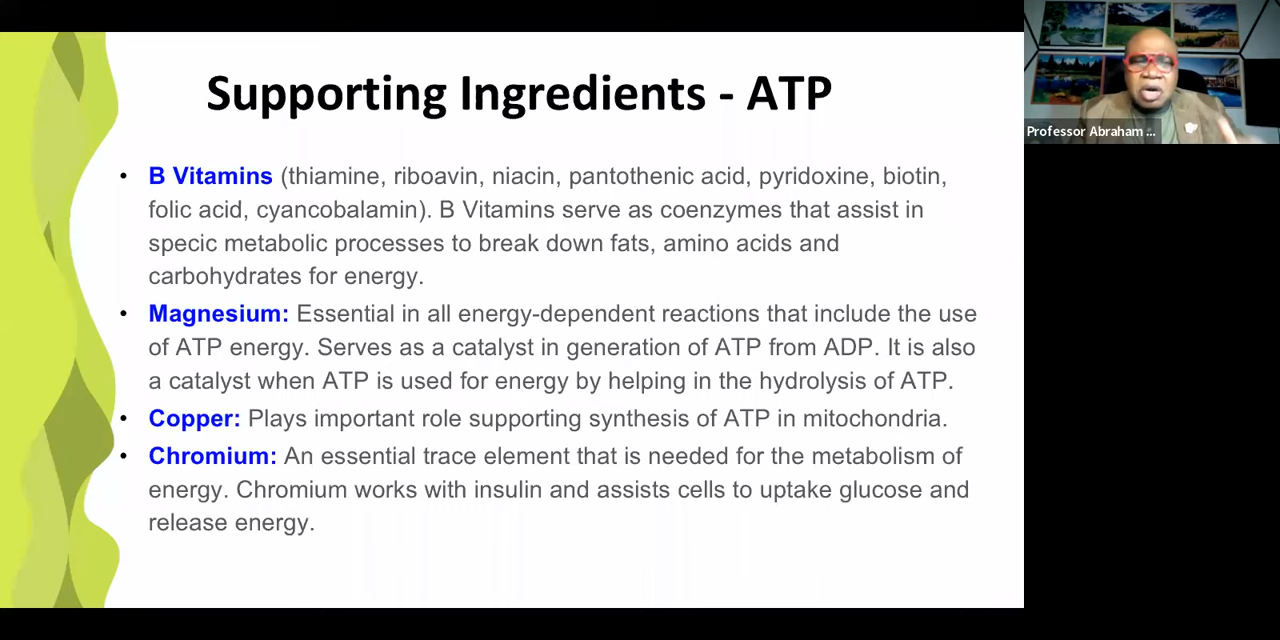 Supporting Ingredients - ATP
• B Vitamins (thiamine, riboavin, niacin, pantothenic acid, pyridoxine, biotin,
folic acid, cyancobalamin). B Vitamins serve as coenzymes that assist in
specic metabolic processes to break down fats, amino acids and
carbohydrates for energy.
• Magnesium: Essential in all energy-dependent reactions that include the use
of ATP energy. Serves as a catalyst in generation of ATP from ADP. It is also
a catalyst when ATP is used for energy by helping in the hydrolysis of ATP.
• Copper: Plays important role supporting synthesis of ATP in mitochondria.
• Chromium: An essential trace element that is needed for the metabolism of
energy. Chromium works with insulin and assists cells to uptake glucose and
release energy.
Professor Abraham ...